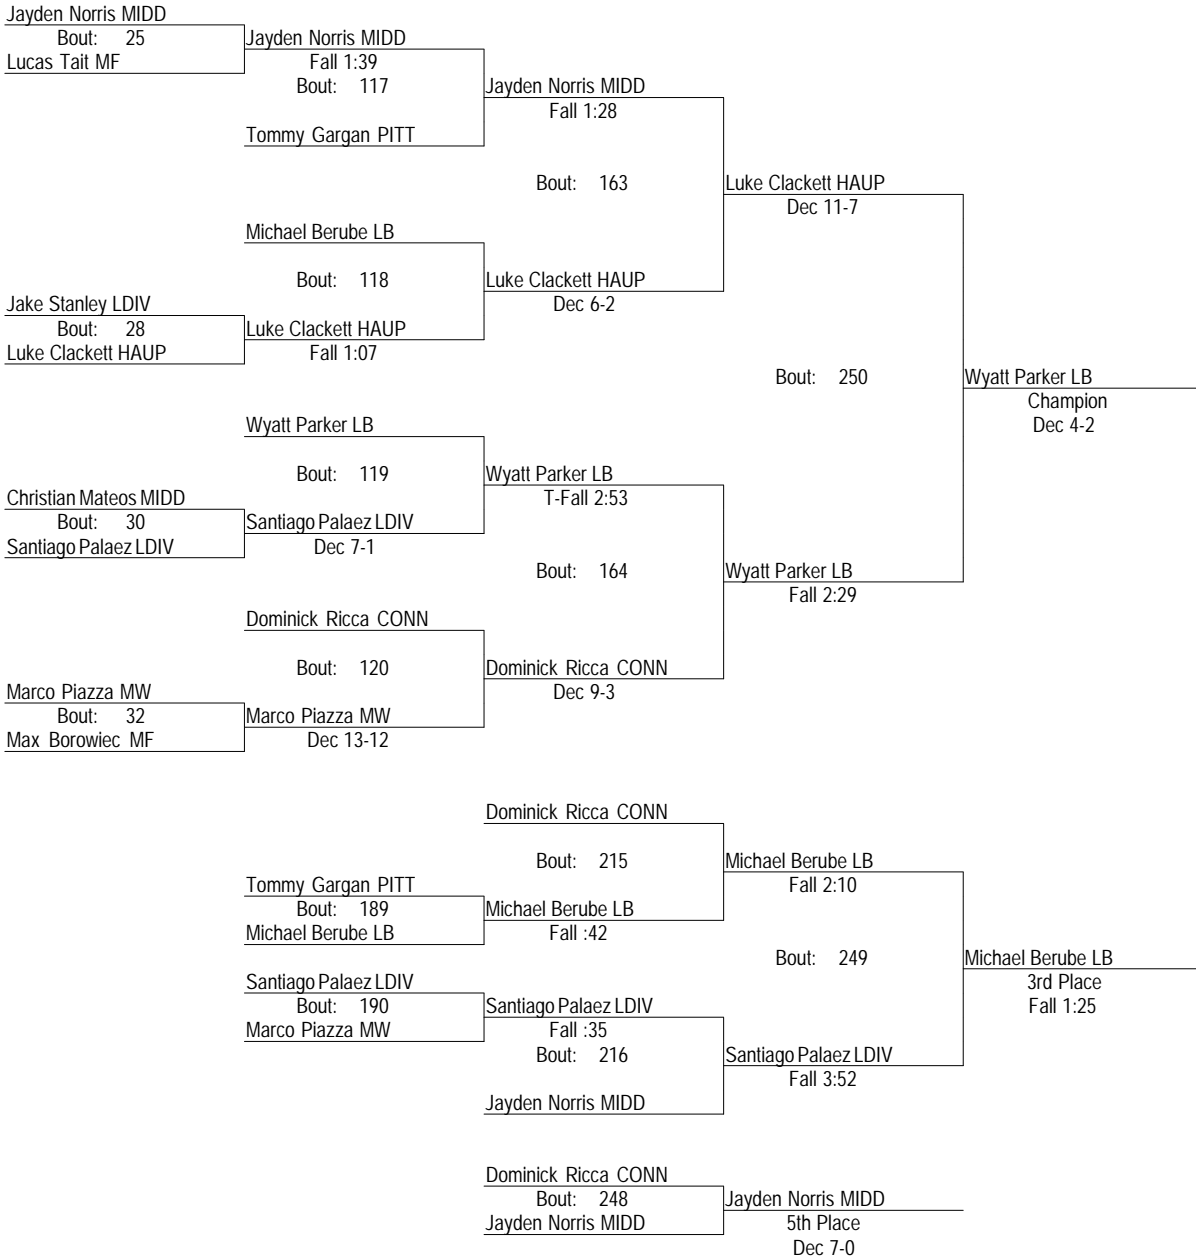 Jayden Norris MIDD
Bout: 25
Lucas Tait MF
Jayden Norris MIDD
Fall 1:39
Bout: 117
Tommy Gargan PITT
Jayden Norris MIDD
Fall 1:28
Bout: 163
Michael Berube LB
Bout: 118
Jake Stanley LDIV
Bout: 28
Luke Clackett HAUP
Luke Clackett HAUP
Fall 1:07
Luke Clackett HAUP
Dec 6-2
Luke Clackett HAUP
Dec 11-7
Bout: 250
Wyatt Parker LB
Champion
Dec 4-2
Wyatt Parker LB
Bout: 119
Christian Mateos MIDD
Bout: 30
Santiago Palaez LDIV
Santiago Palaez LDIV
Dec 7-1
Wyatt Parker LB
T-Fall 2:53
Bout: 164
Wyatt Parker LB
Fall 2:29
Dominick Ricca CONN
Bout: 120
Marco Piazza MW
Bout: 32
Max Borowiec MF
Marco Piazza MW
Dec 13-12
Dominick Ricca CONN
Dec 9-3
Dominick Ricca CONN
Bout: 215
Tommy Gargan PITT
Bout: 189
Michael Berube LB
Michael Berube LB
Fall :42
Michael Berube LB
Fall 2:10
Bout: 249
Michael Berube LB
3rd Place
Fall 1:25
Santiago Palaez LDIV
Bout: 190
Marco Piazza MW
Santiago Palaez LDIV
Fall :35
Bout: 216
Jayden Norris MIDD
Santiago Palaez LDIV
Fall 3:52
Dominick Ricca CONN
Bout: 248
Jayden Norris MIDD
Jayden Norris MIDD
5th Place
Dec 7-0